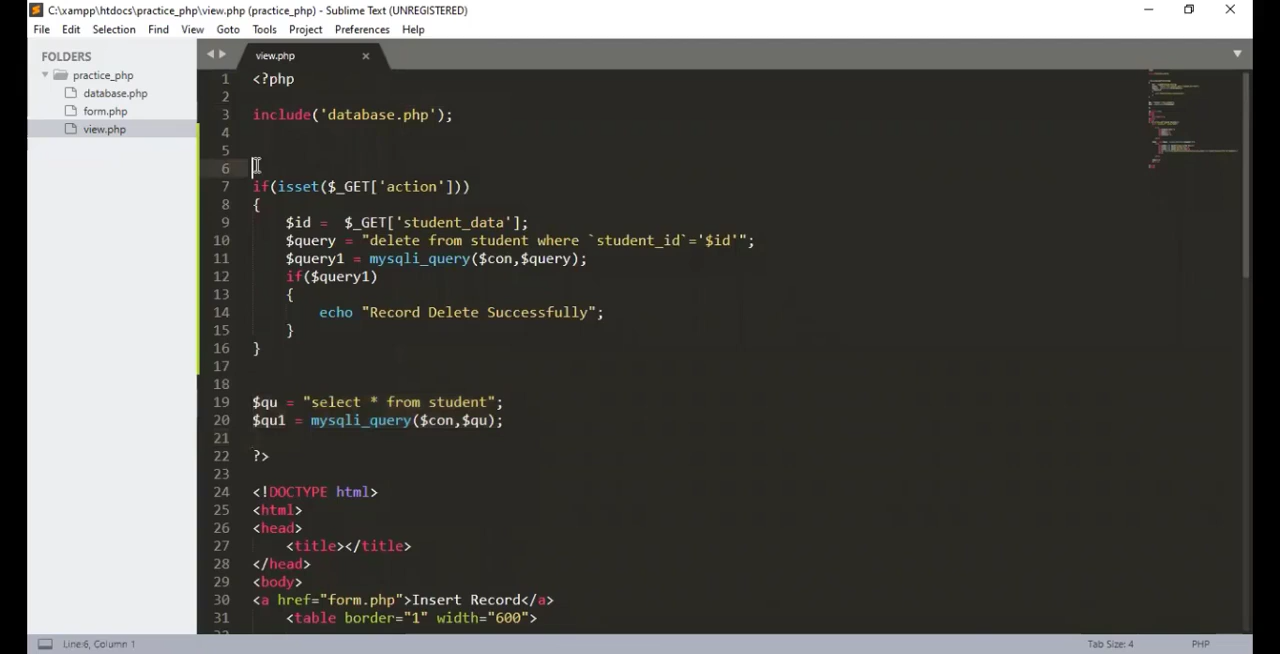 C:\xampp\htdocs\practice_php\view.php (practice_php) - Sublime Text (UNREGISTERED)
File Edit Selection Find View Goto Tools Project Preferences Help
FOLDERS
practice_php
database.php
form.php
view.php
view.php
1 <?php
2
3 include('database.php');
4
5
6
7 if(isset($_GET['action']))
8 {
9 $id =  $_GET['student_data'];
10 $query = "delete from student where `student_id`='$id'";
11 $query1 = mysqli_query($con,$query);
12 if($query1)
13 {
14 echo "Record Delete Successfully";
15 }
16 }
17
18
19 $qu = "select * from student";
20 $qu1 = mysqli_query($con,$qu);
21
22 ?>
23
24 <!DOCTYPE html>
25 <html>
26 <head>
27 <title></title>
28 </head>
29 <body>
30 <a href="form.php">Insert Record</a>
31 <table border="1" width="600">
Line:6, Column 1 Tab Size: 4 PHP